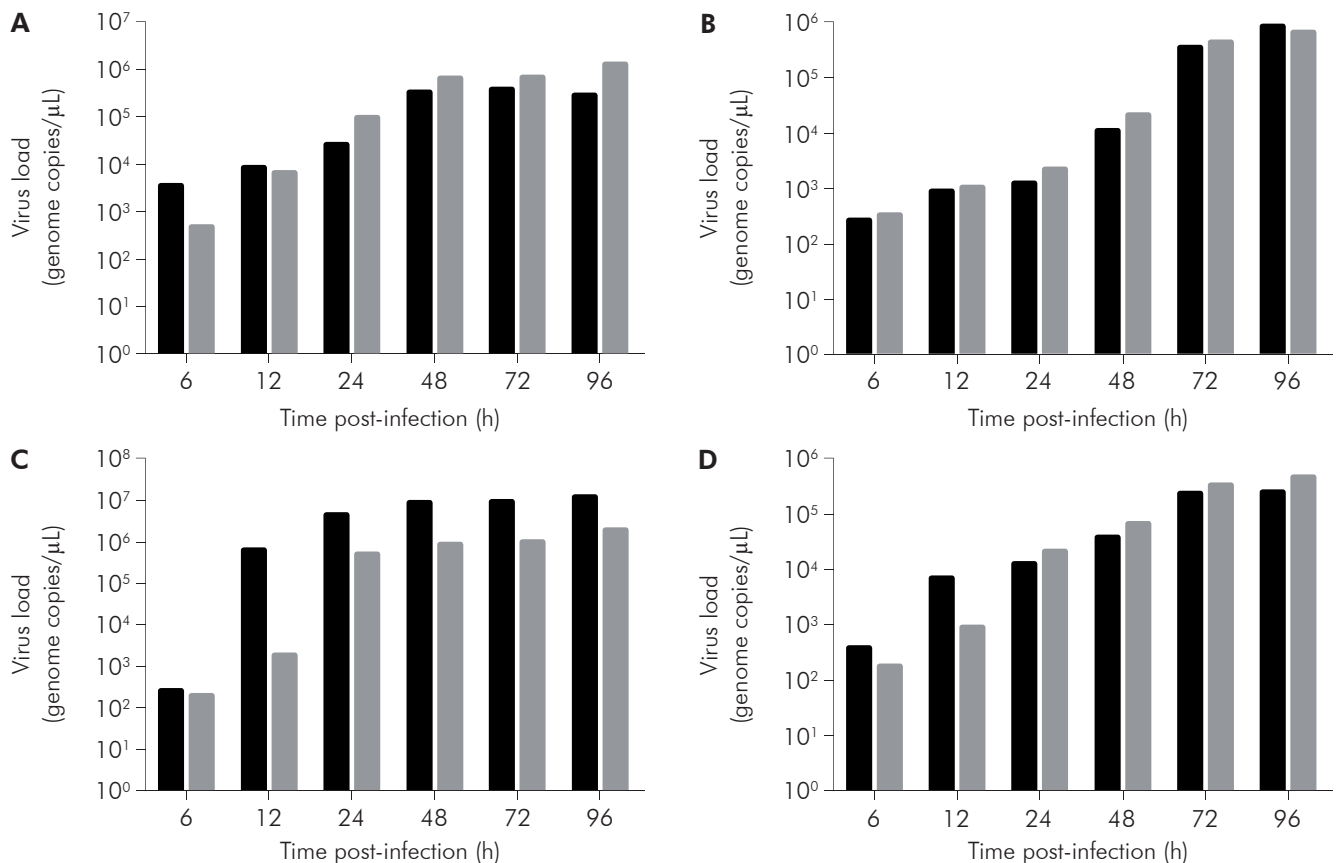 A
10⁷
10⁶
10⁵
10⁴
10³
10²
10¹
10⁰
Virus load
(genome copies/µL)
6 12 24 48 72 96
Time post-infection (h)
B
10⁶
10⁵
10⁴
10³
10²
10¹
10⁰
Virus load
(genome copies/µL)
6 12 24 48 72 96
Time post-infection (h)
C
10⁸
10⁷
10⁶
10⁵
10⁴
10³
10²
10¹
10⁰
Virus load
(genome copies/µL)
6 12 24 48 72 96
Time post-infection (h)
D
10⁶
10⁵
10⁴
10³
10²
10¹
10⁰
Virus load
(genome copies/µL)
6 12 24 48 72 96
Time post-infection (h)